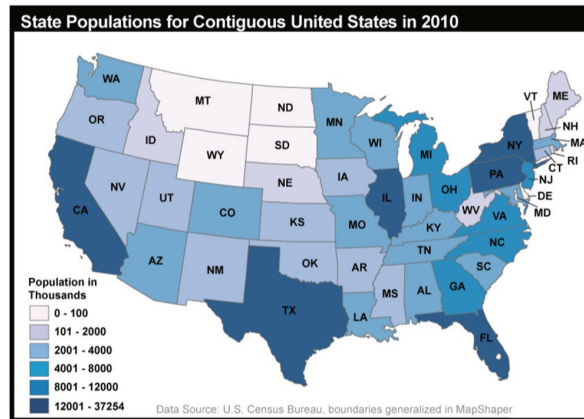 State Populations for Contiguous United States in 2010
WA
MT
ND
MN
VT
ME
OR
ID
SD
WI
MI
NY
NH
MA
WY
RI
CT
NE
IA
PA
NJ
NV
UT
IL
IN
OH
DE
MD
CA
CO
KS
MO
KY
WV
VA
TN
NC
AZ
NM
OK
AR
SC
MS
AL
GA
TX
LA
FL
Population in
Thousands
0 - 100
101 - 2000
2001 - 4000
4001 - 8000
8001 - 12000
12001 - 37254
Data Source: U.S. Census Bureau, boundaries generalized in MapShaper